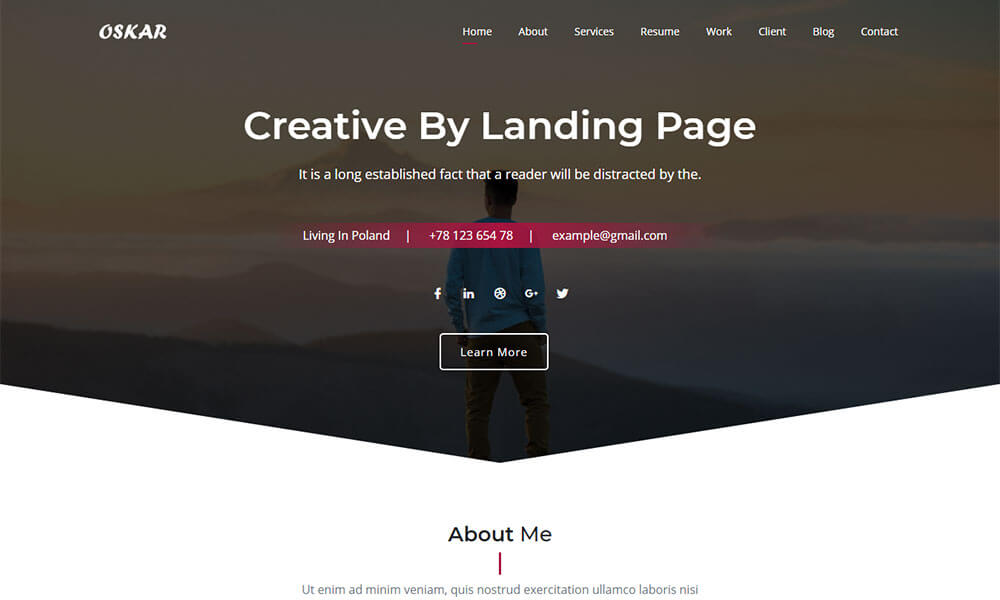 OSKAR
Home About Services Resume Work Client Blog Contact
Creative By Landing Page
It is a long established fact that a reader will be distracted by the.
Living In Poland | +78 123 654 78 | example@gmail.com
Learn More
About Me
Ut enim ad minim veniam, quis nostrud exercitation ullamco laboris nisi